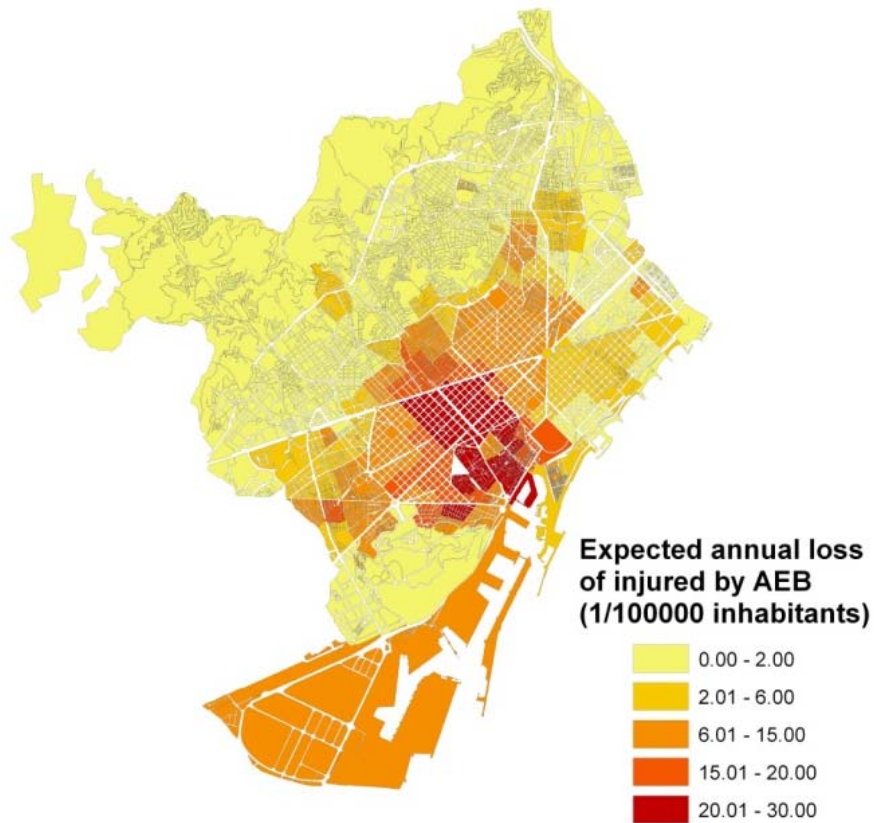 Expected annual loss
of injured by AEB
(1/100000 inhabitants)
0.00 - 2.00
2.01 - 6.00
6.01 - 15.00
15.01 - 20.00
20.01 - 30.00